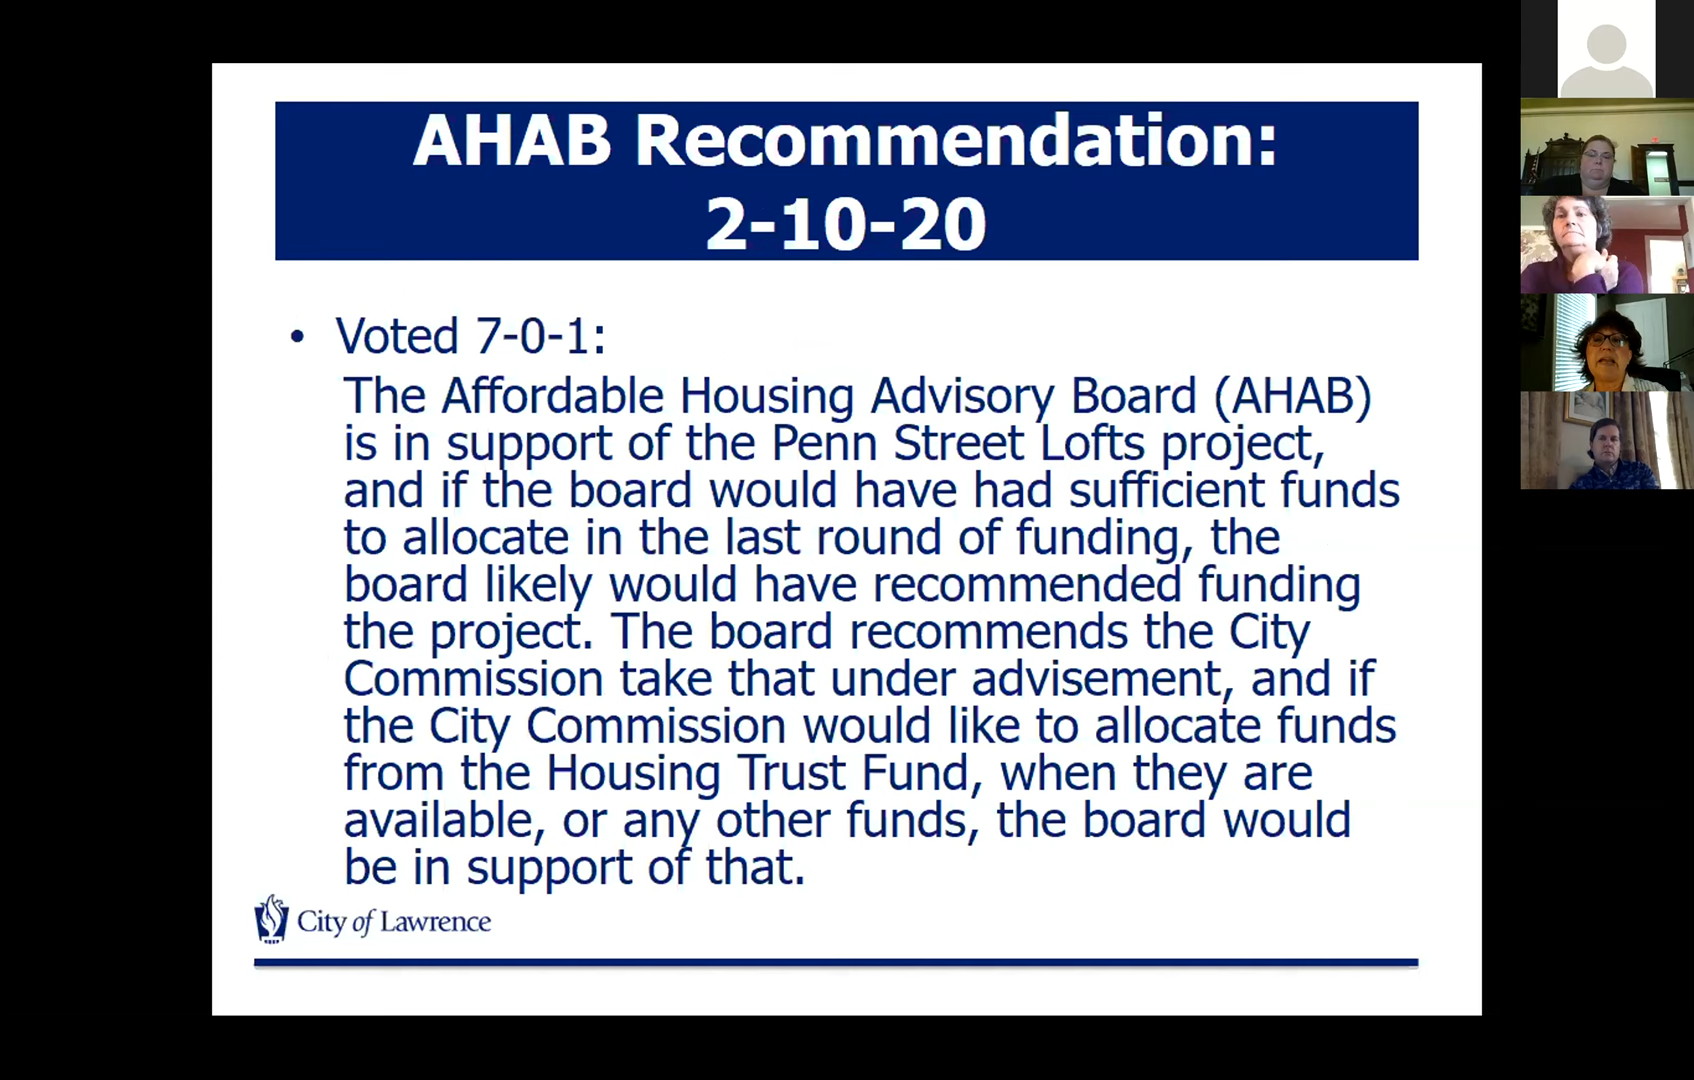 AHAB Recommendation:
2-10-20
• Voted 7-0-1:
The Affordable Housing Advisory Board (AHAB)
is in support of the Penn Street Lofts project,
and if the board would have had sufficient funds
to allocate in the last round of funding, the
board likely would have recommended funding
the project. The board recommends the City
Commission take that under advisement, and if
the City Commission would like to allocate funds
from the Housing Trust Fund, when they are
available, or any other funds, the board would
be in support of that.
City of Lawrence